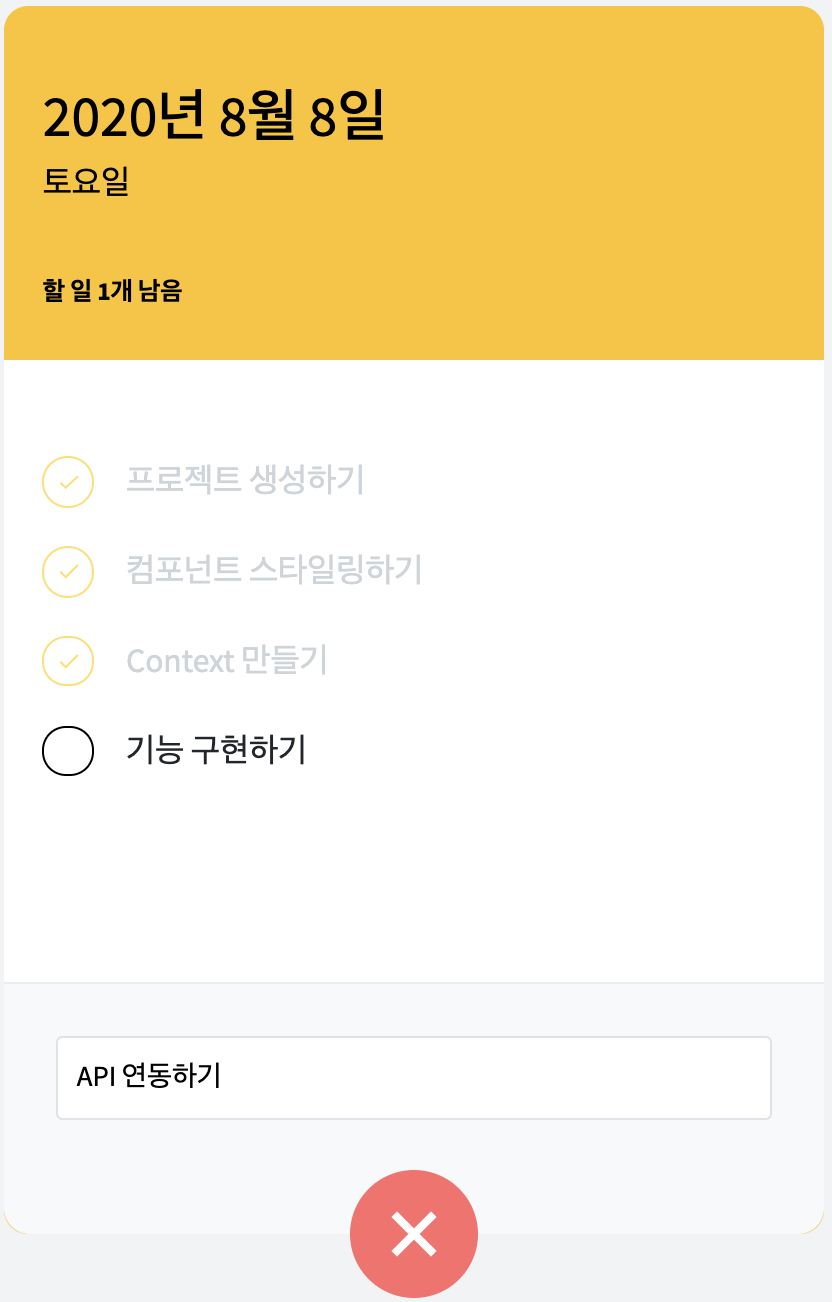 2020년 8월 8일
토요일
할 일 1개 남음
프로젝트 생성하기
컴포넌트 스타일링하기
Context 만들기
기능 구현하기
API 연동하기